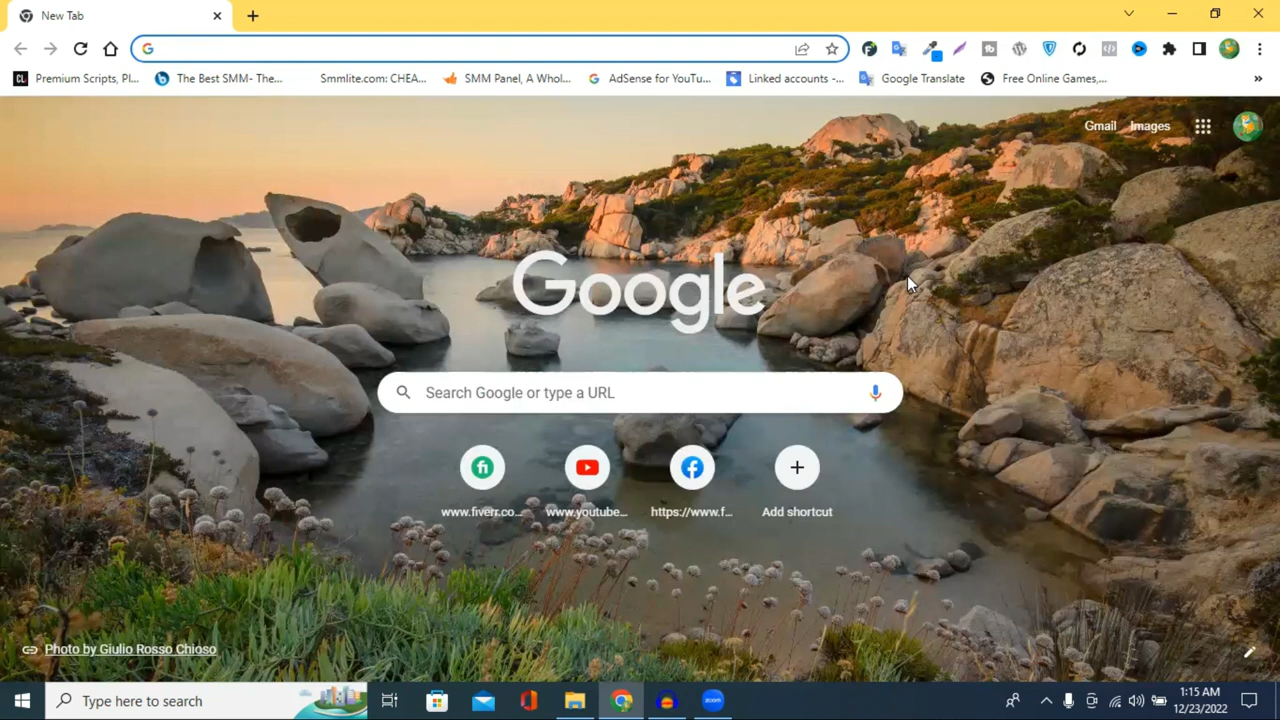 New Tab
Premium Scripts, Pl...
The Best SMM- The...
Smmlite.com: CHEA...
SMM Panel, A Whol...
AdSense for YouTu...
Linked accounts -...
Google Translate
Free Online Games,...
»
Gmail
Images
Google
Search Google or type a URL
www.fiverr.co...
www.youtube...
https://www.f...
Add shortcut
Photo by Giulio Rosso Chioso
Type here to search
zoom
1:15 AM
12/23/2022